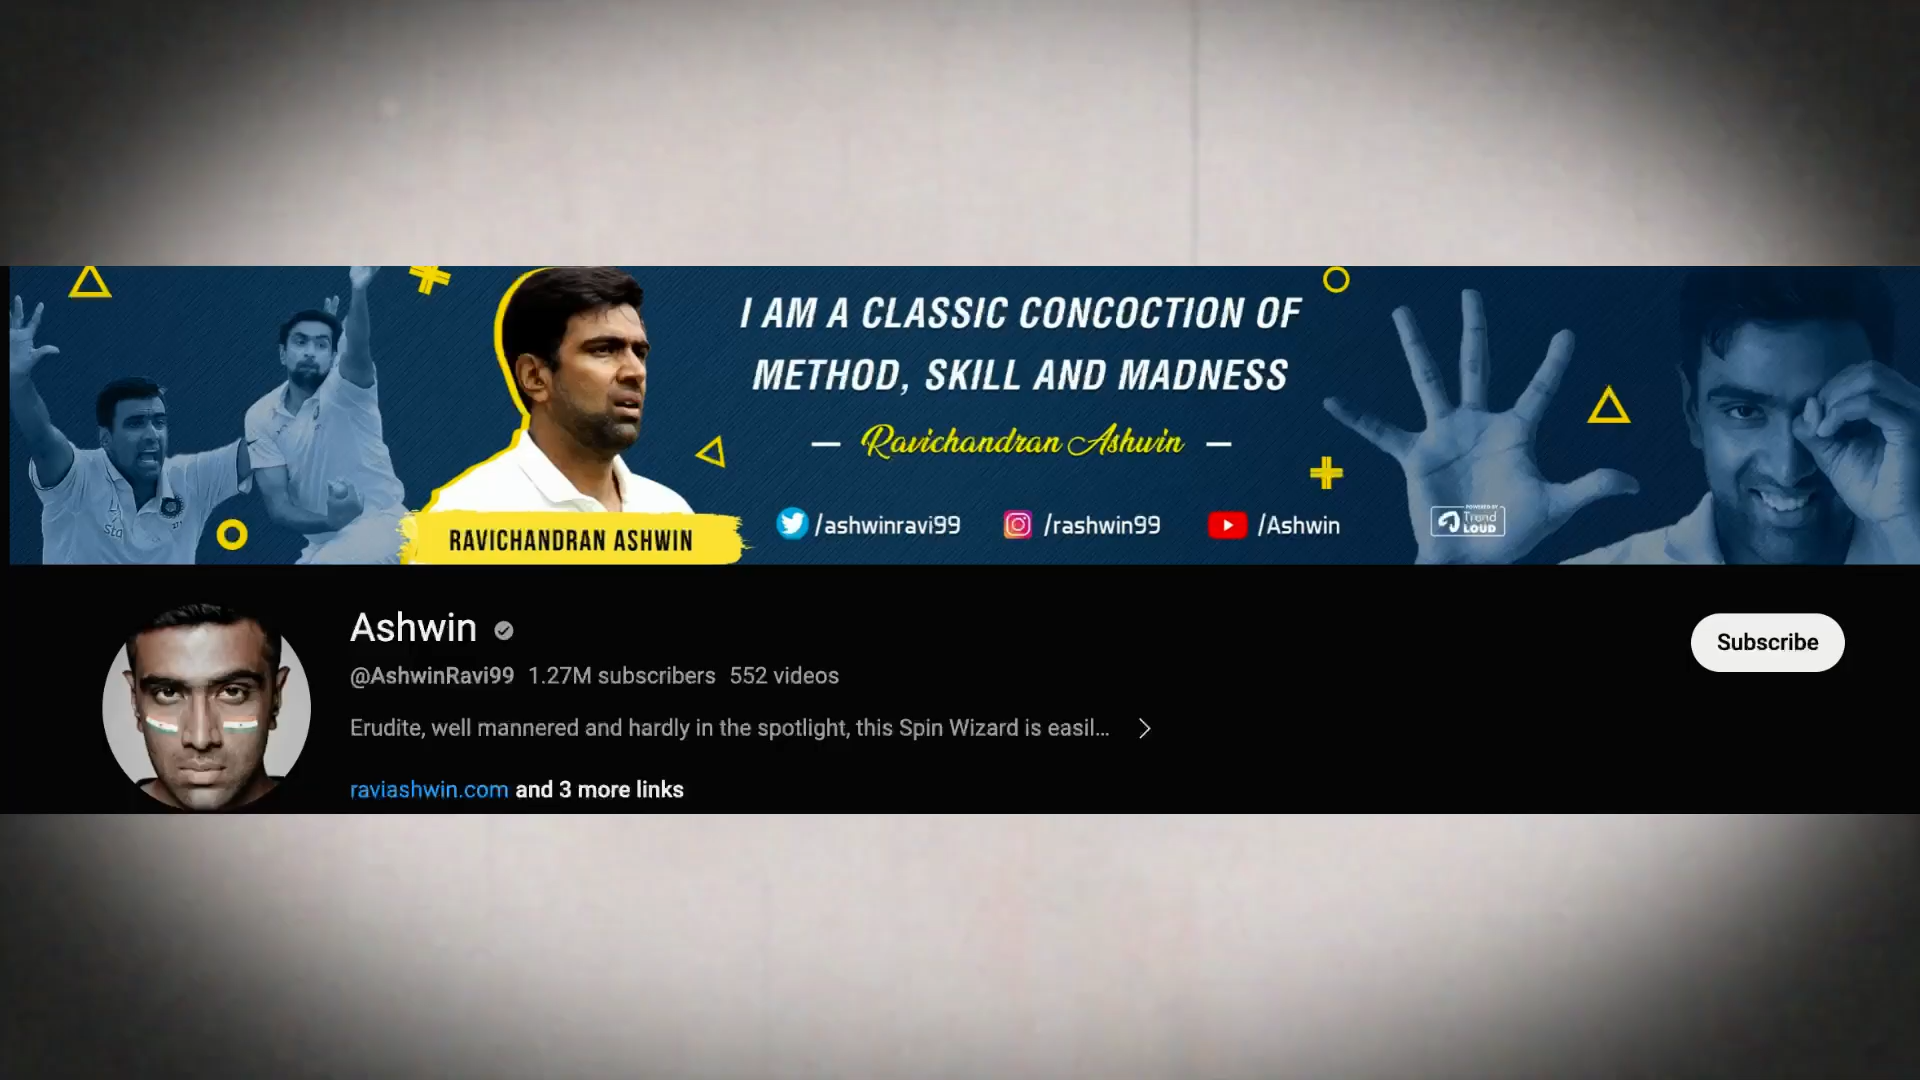 I AM A CLASSIC CONCOCTION OF
METHOD, SKILL AND MADNESS
— Ravichandran Ashwin —
RAVICHANDRAN ASHWIN
/ashwinravi99 /rashwin99 /Ashwin
POWERED BY
Trend
LOUD
Ashwin
@AshwinRavi99 1.27M subscribers 552 videos
Erudite, well mannered and hardly in the spotlight, this Spin Wizard is easil...
raviashwin.com and 3 more links
Subscribe